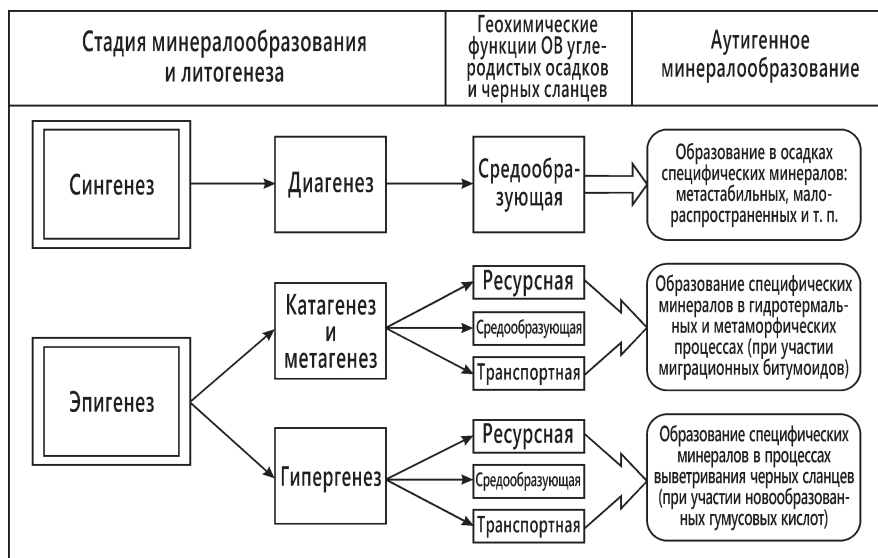 Стадия минералообразования
и литогенеза
Геохимические
функции ОВ угле-
родистых осадков
и черных сланцев
Аутигенное
минералообразование
Сингенез
Диагенез
Средообра-
зующая
Образование в осадках
специфических минералов:
метастабильных, мало-
распространенных и т. п.
Эпигенез
Катагенез
и
метагенез
Ресурсная
Средообразующая
Транспортная
Образование специфических
минералов в гидротермаль-
ных и метаморфических
процессах (при участии
миграционных битумоидов)
Гипергенез
Ресурсная
Средообразующая
Транспортная
Образование специфических
минералов в процессах
выветривания черных сланцев
(при участии новообразован-
ных гумусовых кислот)